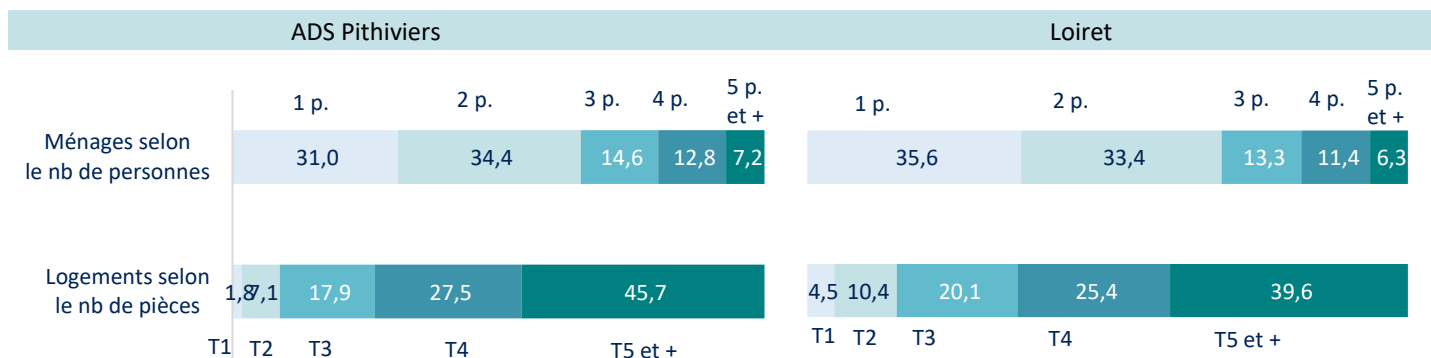 ADS Pithiviers Loiret
1 p. 2 p. 3 p. 4 p. 5 p. et + 1 p. 2 p. 3 p. 4 p. 5 p. et +
Ménages selon le nb de personnes 31,0 34,4 14,6 12,8 7,2 35,6 33,4 13,3 11,4 6,3
Logements selon le nb de pièces 1,8 7,1 17,9 27,5 45,7 4,5 10,4 20,1 25,4 39,6
T1 T2 T3 T4 T5 et + T1 T2 T3 T4 T5 et +